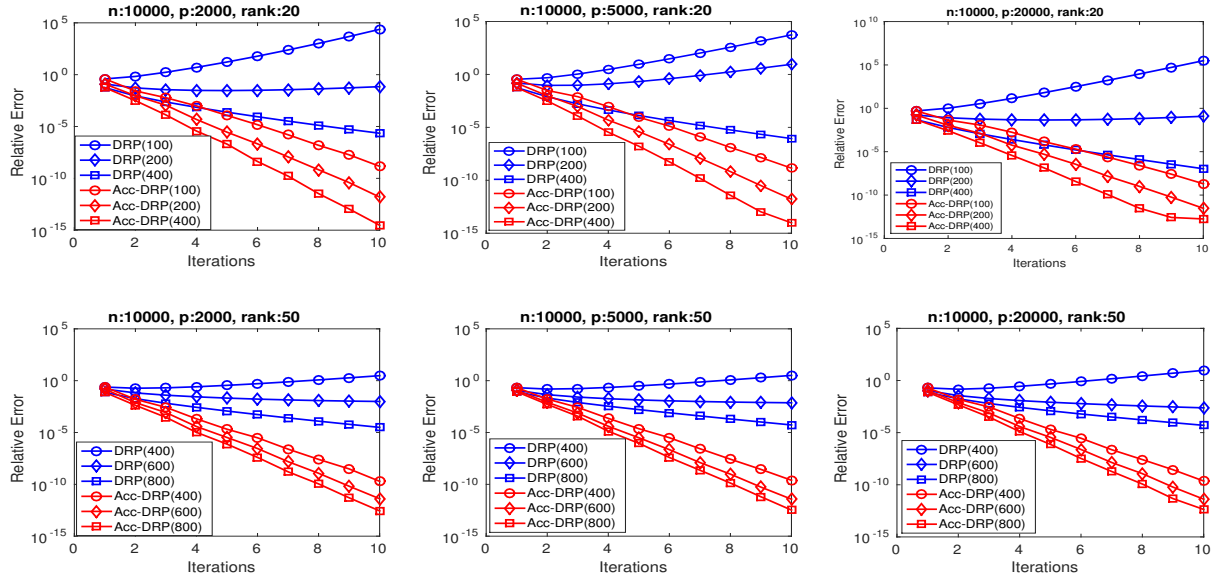 n:10000, p:2000, rank:20
10^5
10^0
10^-5
10^-10
10^-15
Relative Error
DRP(100)
DRP(200)
DRP(400)
Acc-DRP(100)
Acc-DRP(200)
Acc-DRP(400)
0 2 4 6 8 10
Iterations
n:10000, p:5000, rank:20
10^5
10^0
10^-5
10^-10
10^-15
Relative Error
DRP(100)
DRP(200)
DRP(400)
Acc-DRP(100)
Acc-DRP(200)
Acc-DRP(400)
0 2 4 6 8 10
Iterations
n:10000, p:20000, rank:20
10^10
10^5
10^0
10^-5
10^-10
10^-15
Relative Error
DRP(100)
DRP(200)
DRP(400)
Acc-DRP(100)
Acc-DRP(200)
Acc-DRP(400)
0 2 4 6 8 10
Iterations
n:10000, p:2000, rank:50
10^5
10^0
10^-5
10^-10
10^-15
Relative Error
DRP(400)
DRP(600)
DRP(800)
Acc-DRP(400)
Acc-DRP(600)
Acc-DRP(800)
0 2 4 6 8 10
Iterations
n:10000, p:5000, rank:50
10^5
10^0
10^-5
10^-10
10^-15
Relative Error
DRP(400)
DRP(600)
DRP(800)
Acc-DRP(400)
Acc-DRP(600)
Acc-DRP(800)
0 2 4 6 8 10
Iterations
n:10000, p:20000, rank:50
10^5
10^0
10^-5
10^-10
10^-15
Relative Error
DRP(400)
DRP(600)
DRP(800)
Acc-DRP(400)
Acc-DRP(600)
Acc-DRP(800)
0 2 4 6 8 10
Iterations